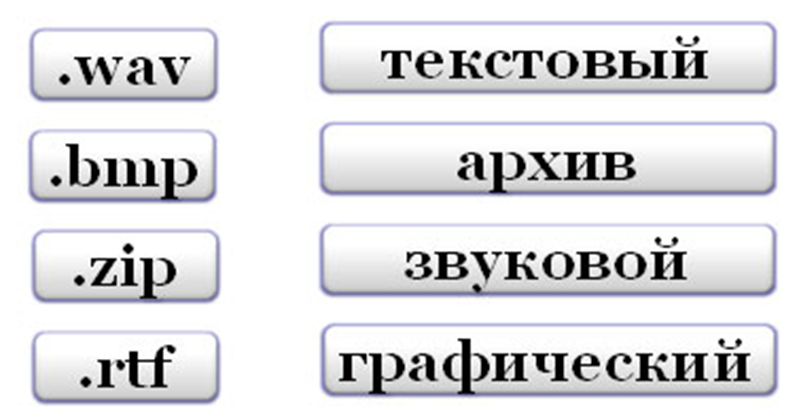 .wav текстовый
.bmp архив
.zip звуковой
.rtf графический